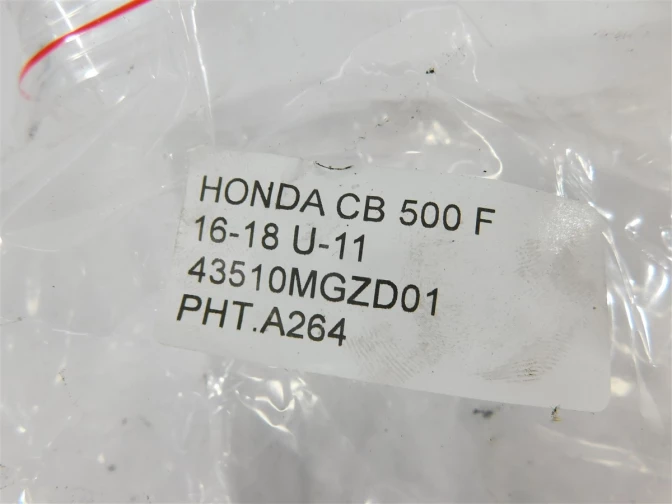 HONDA CB 500 F
16-18 U-11
43510MGZD01
PHT.A264